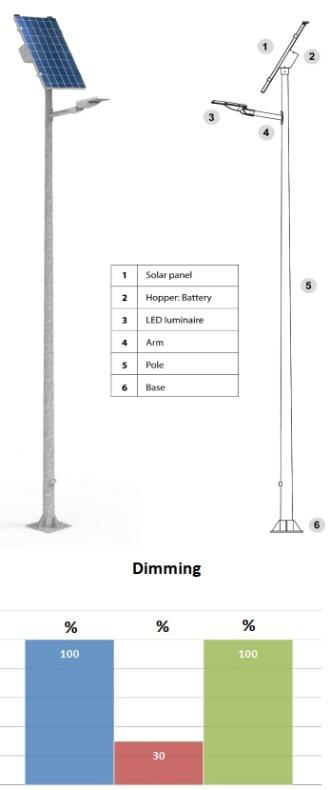 1
2
3
4
1 Solar panel
2 Hopper: Battery
3 LED luminaire
4 Arm
5 Pole
6 Base
5
6
Dimming
% % %
100 100
30